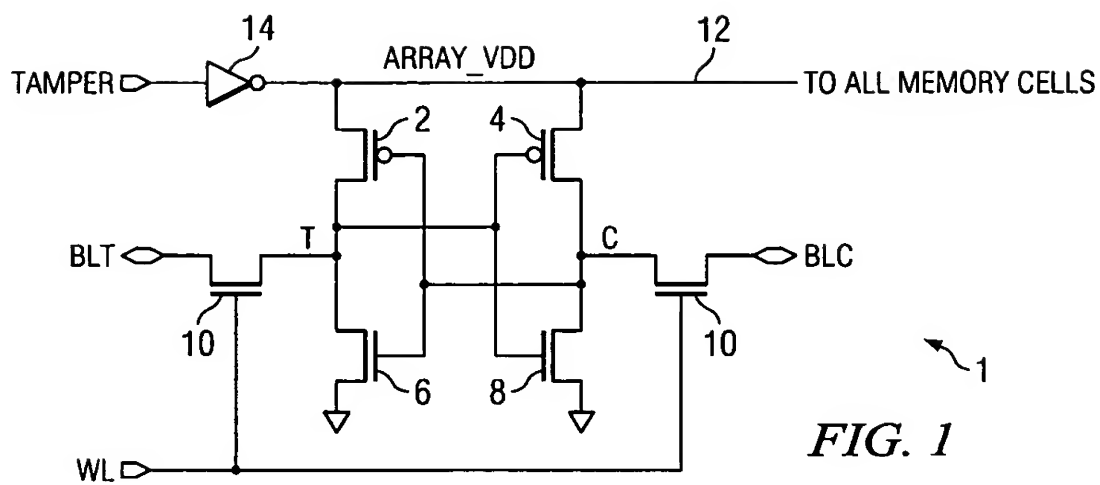 14
TAMPER
ARRAY_VDD
12
TO ALL MEMORY CELLS
2
4
BLT
T
C
BLC
10
10
6
8
1
WL
FIG. 1